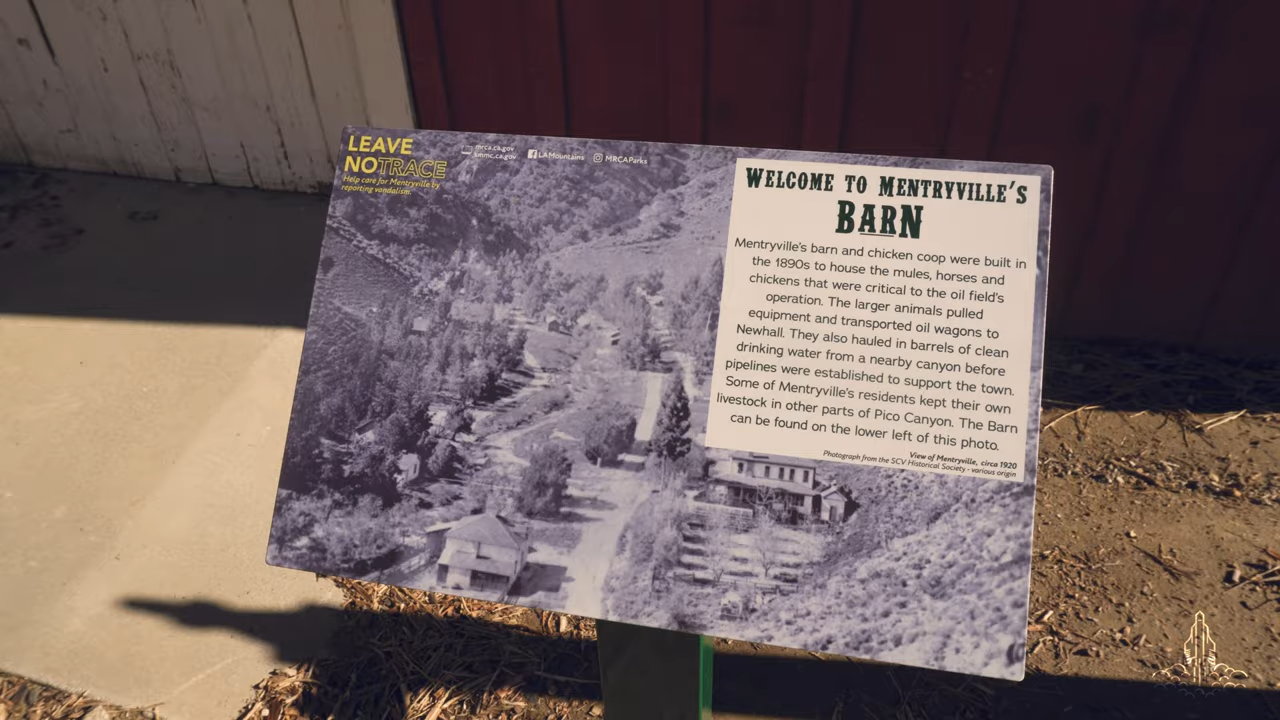 LEAVE
NOTRACE
Help care for Mentryville by
reporting vandalism.
mrca.ca.gov
smmc.ca.gov
LAMountains
MRCAParks
WELCOME TO MENTRYVILLE'S
BARN
Mentryville's barn and chicken coop were built in
the 1890s to house the mules, horses and
chickens that were critical to the oil field's
operation. The larger animals pulled
equipment and transported oil wagons to
Newhall. They also hauled in barrels of clean
drinking water from a nearby canyon before
pipelines were established to support the town.
Some of Mentryville's residents kept their own
livestock in other parts of Pico Canyon. The Barn
can be found on the lower left of this photo.
View of Mentryville, circa 1920
Photograph from the SCV Historical Society - various origin